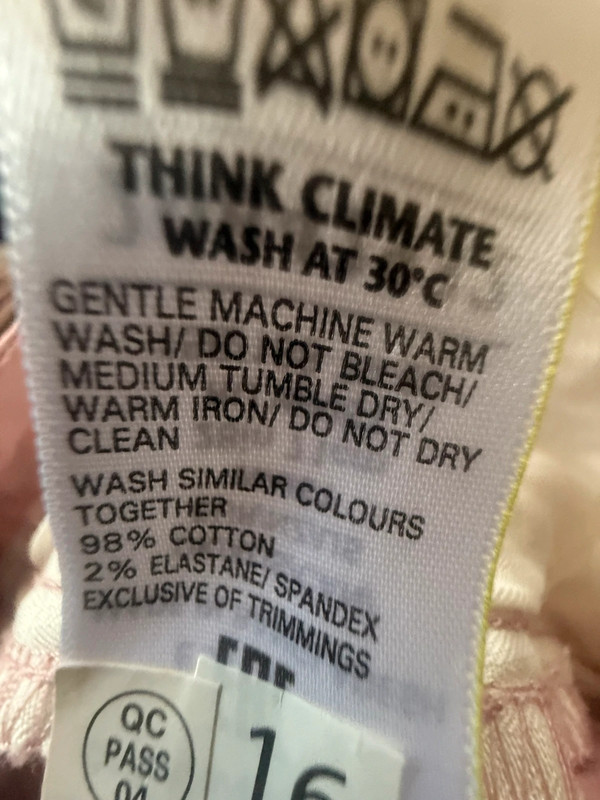 THINK CLIMATE
WASH AT 30°C
GENTLE MACHINE WARM
WASH/ DO NOT BLEACH/
MEDIUM TUMBLE DRY/
WARM IRON/ DO NOT DRY
CLEAN
WASH SIMILAR COLOURS
TOGETHER
98% COTTON
2% ELASTANE/ SPANDEX
EXCLUSIVE OF TRIMMINGS
QC
PASS
04
16